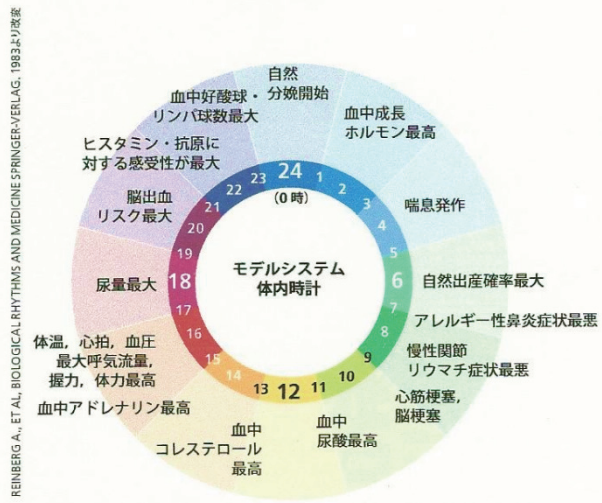 REINBERG A., ET AL, BIOLOGICAL RHYTHMS AND MEDICINE SPRINGER-VERLAG, 1983より改変
自然
分娩開始
血中成長
ホルモン最高
喘息発作
自然出産確率最大
アレルギー性鼻炎症状最悪
慢性関節
リウマチ症状最悪
心筋梗塞,
脳梗塞
血中
尿酸最高
血中
コレステロール
最高
血中アドレナリン最高
体温, 心拍, 血圧
最大呼気流量,
握力, 体力最高
尿量最大
脳出血
リスク最大
ヒスタミン・抗原に
対する感受性が最大
血中好酸球・
リンパ球数最大
24
(0時)
1
2
3
4
5
6
7
8
9
10
11
12
13
14
15
16
17
18
19
20
21
22
23
モデルシステム
体内時計